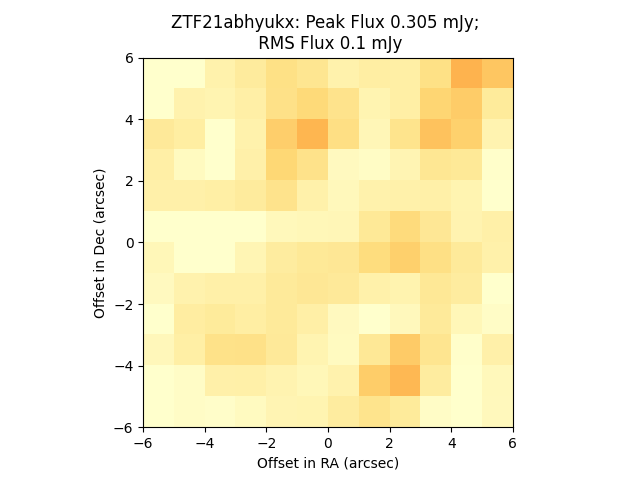 ZTF21abhyukx: Peak Flux 0.305 mJy;
RMS Flux 0.1 mJy
6
4
2
0
−2
−4
−6
Offset in Dec (arcsec)
−6 −4 −2 0 2 4 6
Offset in RA (arcsec)